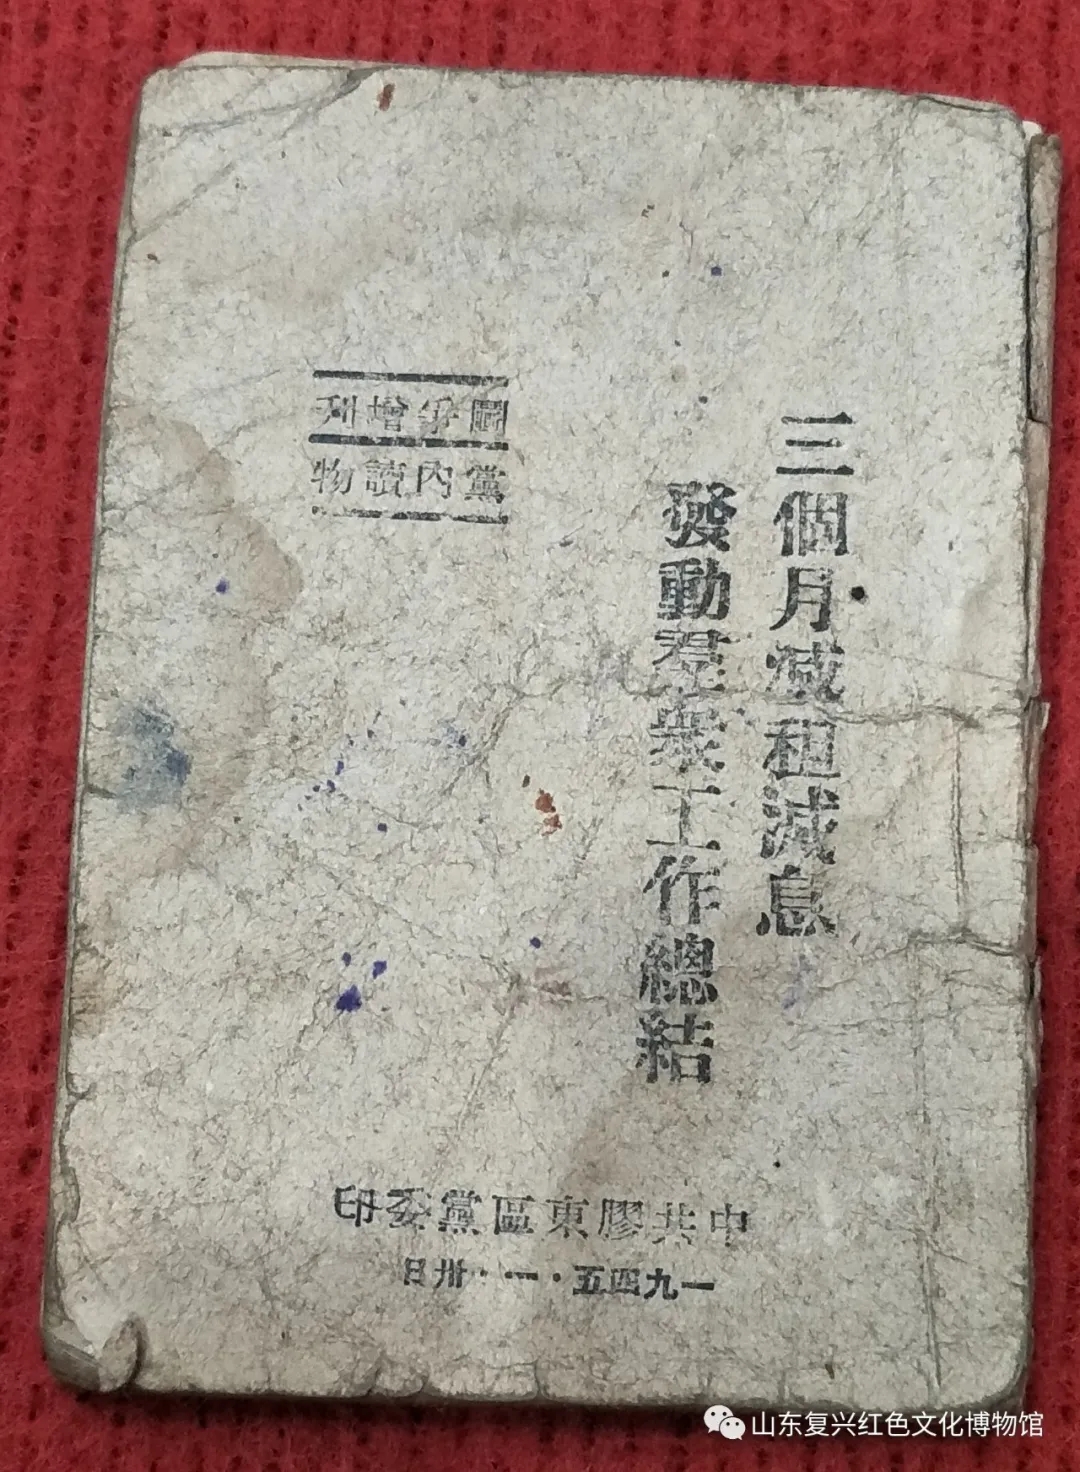 三個月減租減息
發動羣衆工作總結
鬥爭增刊
黨內讀物
中共膠東區黨委印
一九四五·一·卅日
山东复兴红色文化博物馆